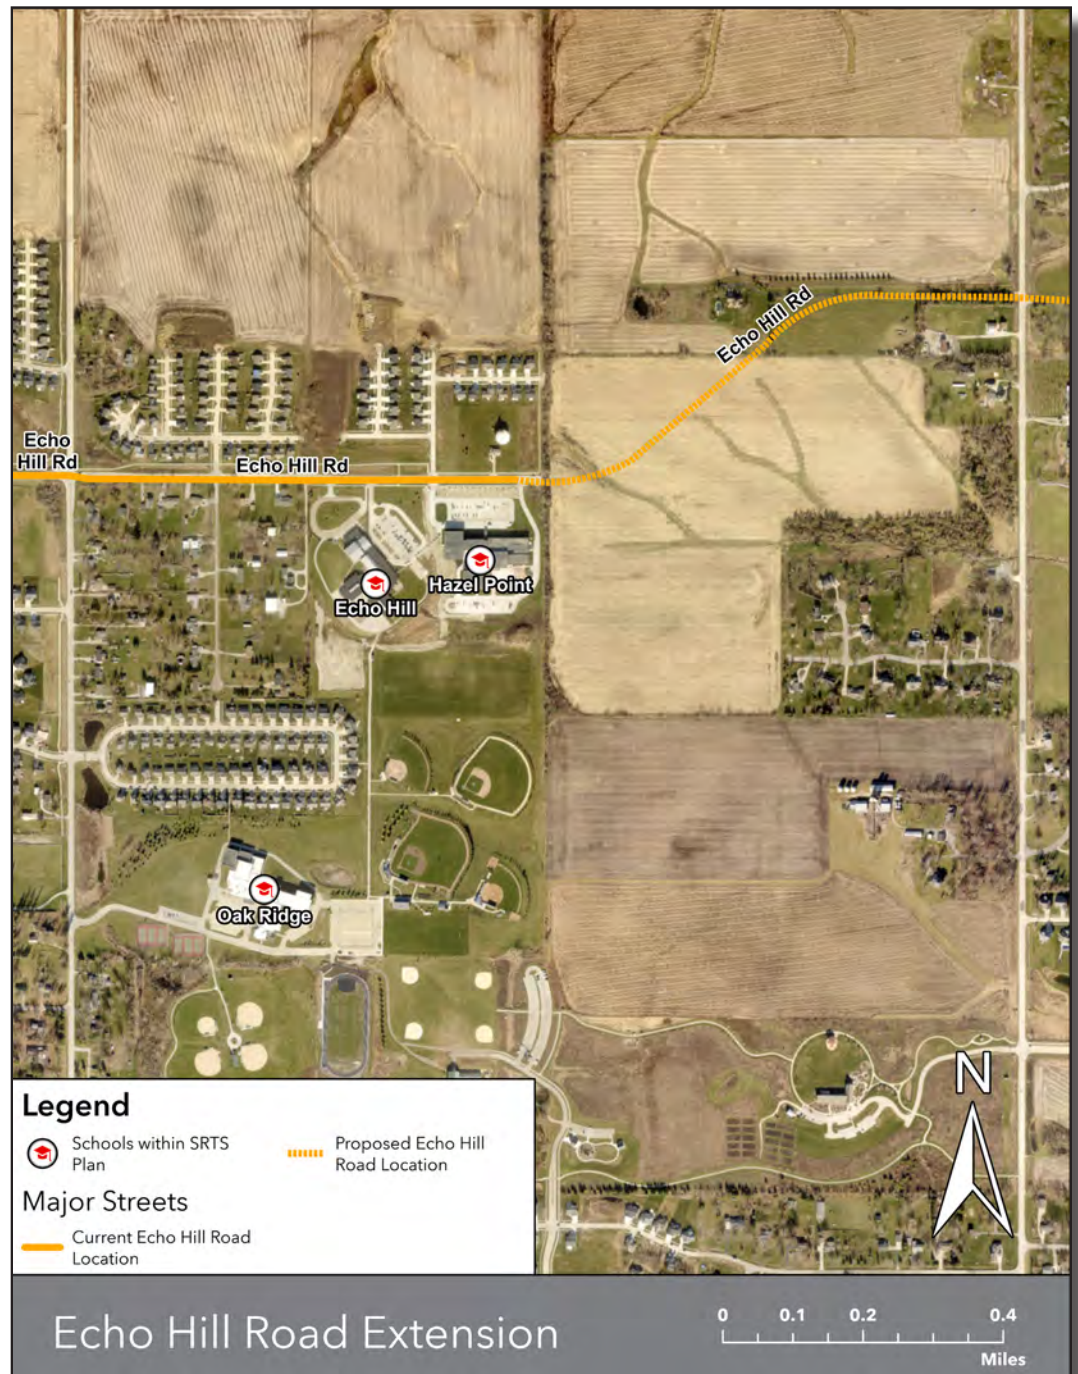 Echo Hill Rd
Echo
Hill Rd
Echo Hill Rd
Hazel Point
Echo Hill
Oak Ridge
N
Legend
Schools within SRTS
Plan
Proposed Echo Hill
Road Location
Major Streets
Current Echo Hill Road
Location
Echo Hill Road Extension
0 0.1 0.2 0.4
Miles